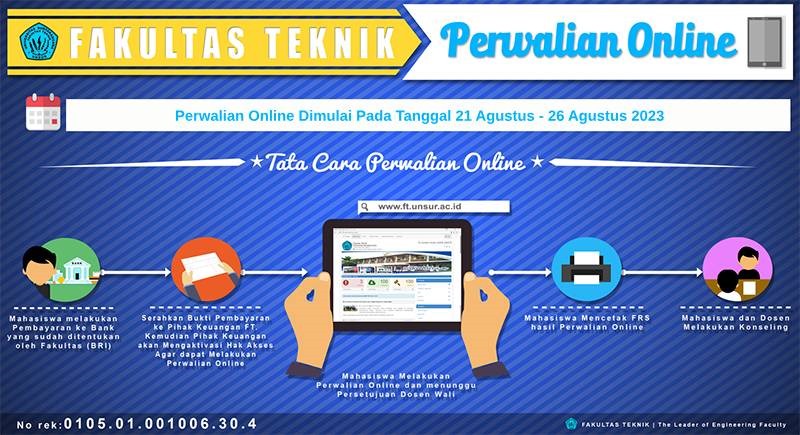 FAKULTAS TEKNIK
Perwalian Online
Perwalian Online Dimulai Pada Tanggal 21 Agustus - 26 Agustus 2023
Tata Cara Perwalian Online
www.ft.unsur.ac.id
Mahasiswa melakukan
Pembayaran ke Bank
yang sudah ditentukan
oleh Fakultas (BRI)
Serahkan Bukti Pembayaran
ke Pihak Keuangan FT.
Kemudian Pihak Keuangan
akan Mengaktivasi Hak Akses
Agar dapat Melakukan
Perwalian Online
Mahasiswa Melakukan
Perwalian Online dan menunggu
Persetujuan Dosen Wali
Mahasiswa Mencetak FRS
hasil Perwalian Online
Mahasiswa dan Dosen
Melakukan Konseling
No rek:0105.01.001006.30.4
FAKULTAS TEKNIK | The Leader of Engineering Faculty